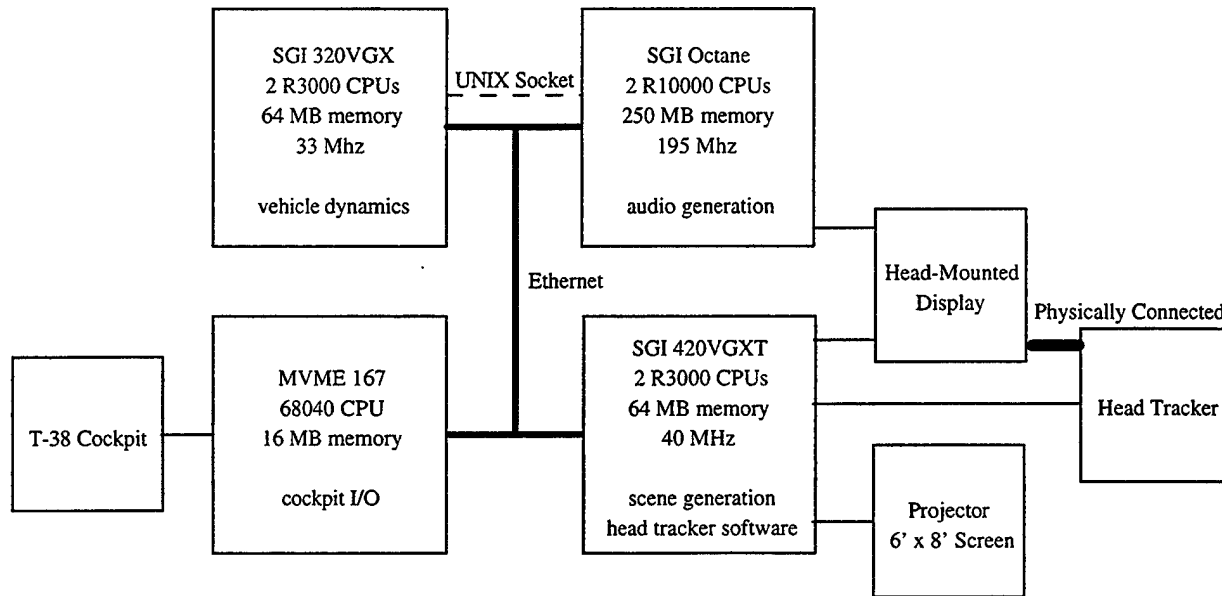 SGI 320VGX
2 R3000 CPUs
64 MB memory
33 Mhz
vehicle dynamics
UNIX Socket
SGI Octane
2 R10000 CPUs
250 MB memory
195 Mhz
audio generation
Ethernet
Head-Mounted
Display
Physically Connected
Head Tracker
T-38 Cockpit
MVME 167
68040 CPU
16 MB memory
cockpit I/O
SGI 420VGXT
2 R3000 CPUs
64 MB memory
40 MHz
scene generation
head tracker software
Projector
6' x 8' Screen